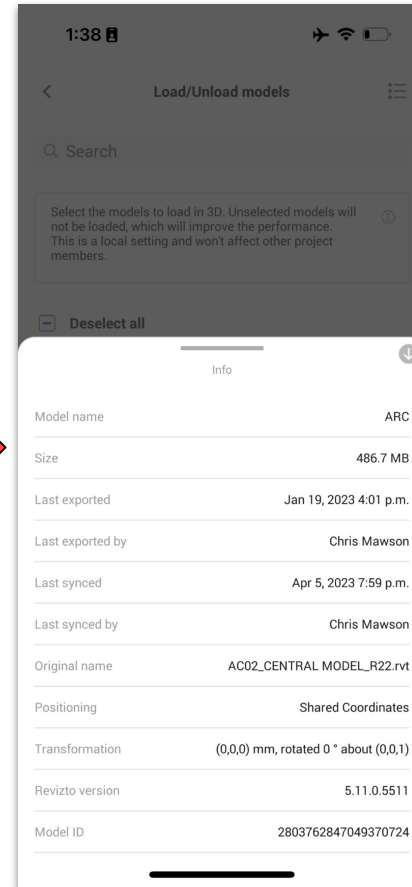 1:38
Load/Unload models
Search
Select the models to load in 3D. Unselected models will
not be loaded, which will improve the performance.
This is a local setting and won't affect other project
members.
Deselect all
Info
Model name ARC
Size 486.7 MB
Last exported Jan 19, 2023 4:01 p.m.
Last exported by Chris Mawson
Last synced Apr 5, 2023 7:59 p.m.
Last synced by Chris Mawson
Original name AC02_CENTRAL MODEL_R22.rvt
Positioning Shared Coordinates
Transformation (0,0,0) mm, rotated 0 ° about (0,0,1)
Revizto version 5.11.0.5511
Model ID 2803762847049370724